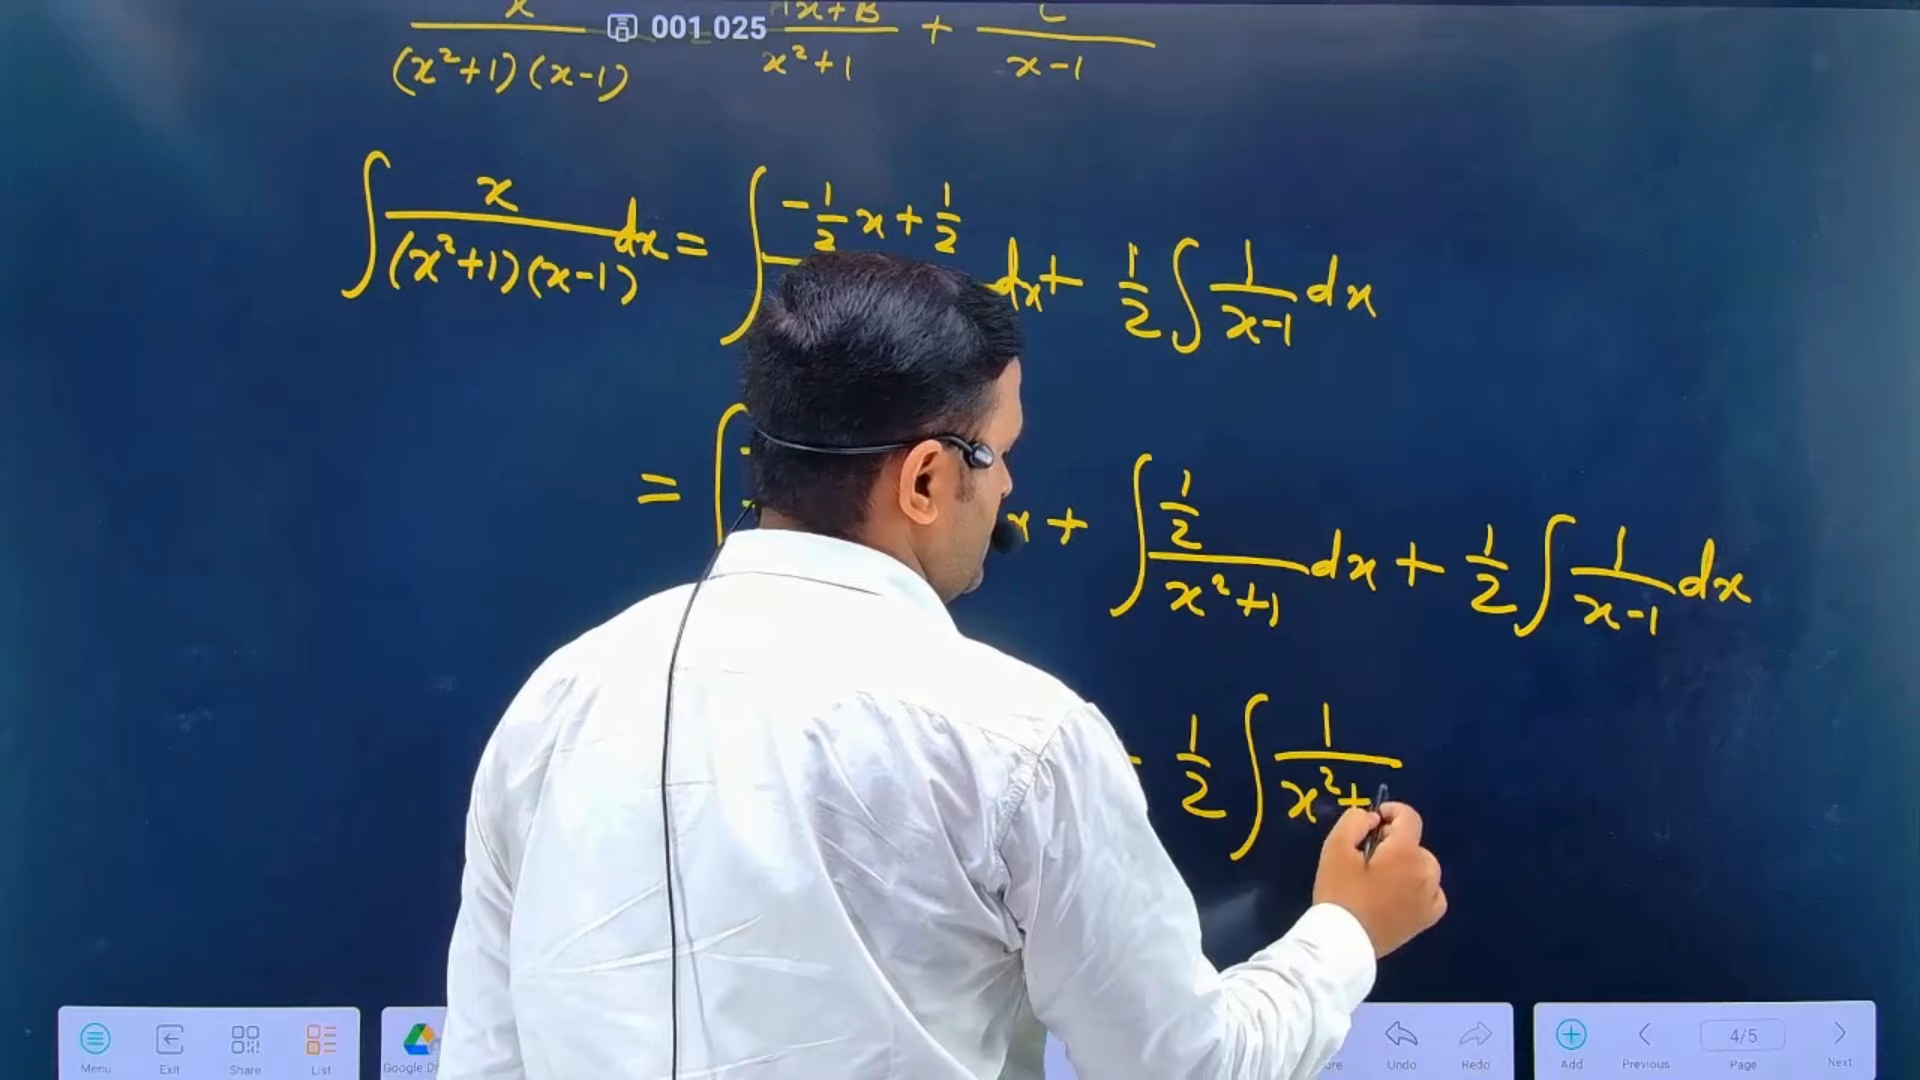 x
001 025
Ax+B
(x²+1)(x-1)
x²+1
+
x-1
∫ x/((x²+1)(x-1)) dx = ∫ -1/2 x + 1/2 dx + 1/2 ∫ 1/(x-1) dx
= ∫ x + ∫ (1/2)/(x²+1) dx + 1/2 ∫ 1/(x-1) dx
1/2 ∫ 1/(x²+
Menu
Exit
Share
List
Google
Undo
Redo
Add
Previous
4/5
Page
Next